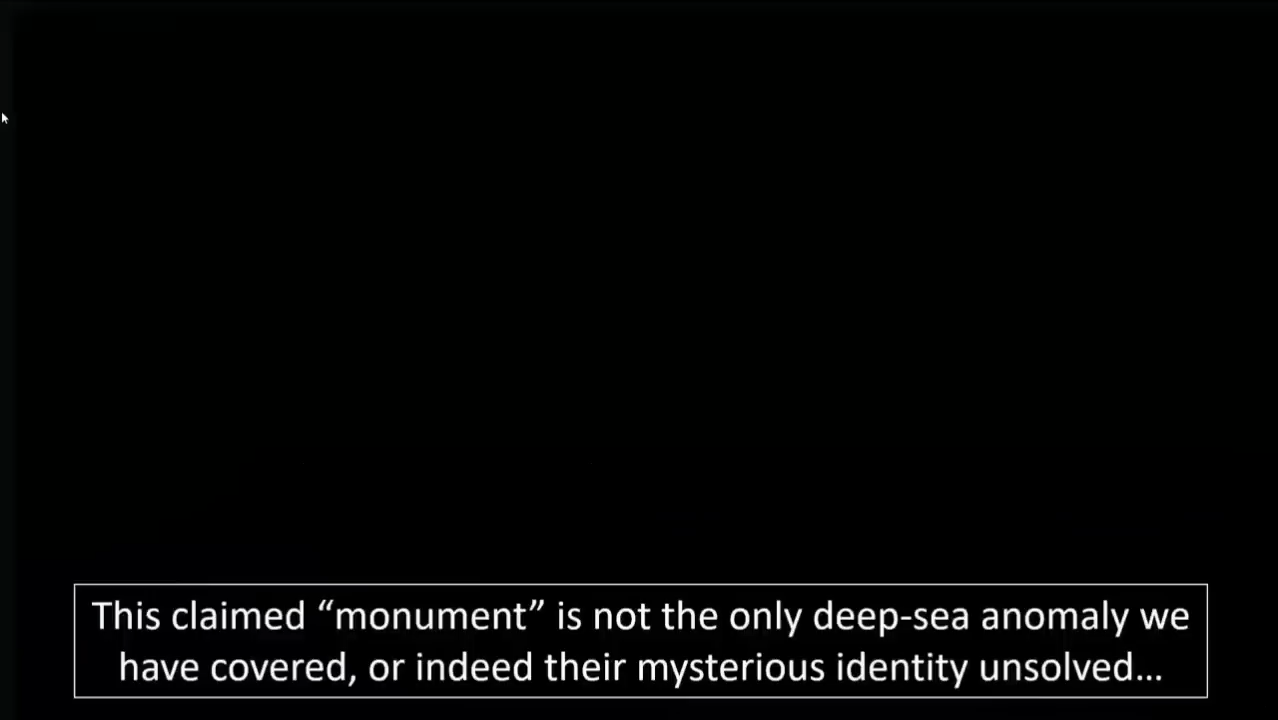 This claimed “monument” is not the only deep-sea anomaly we
have covered, or indeed their mysterious identity unsolved...